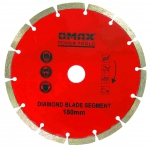 DMAX
POWER TOOLS
DIAMOND BLADE SEGMENT
180mm